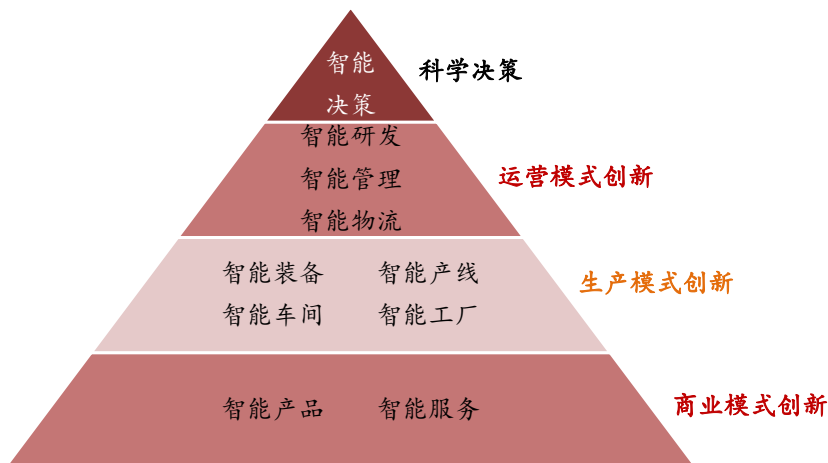 智能
决策
科学决策
智能研发
智能管理
智能物流
运营模式创新
智能装备 智能产线
智能车间 智能工厂
生产模式创新
智能产品 智能服务
商业模式创新